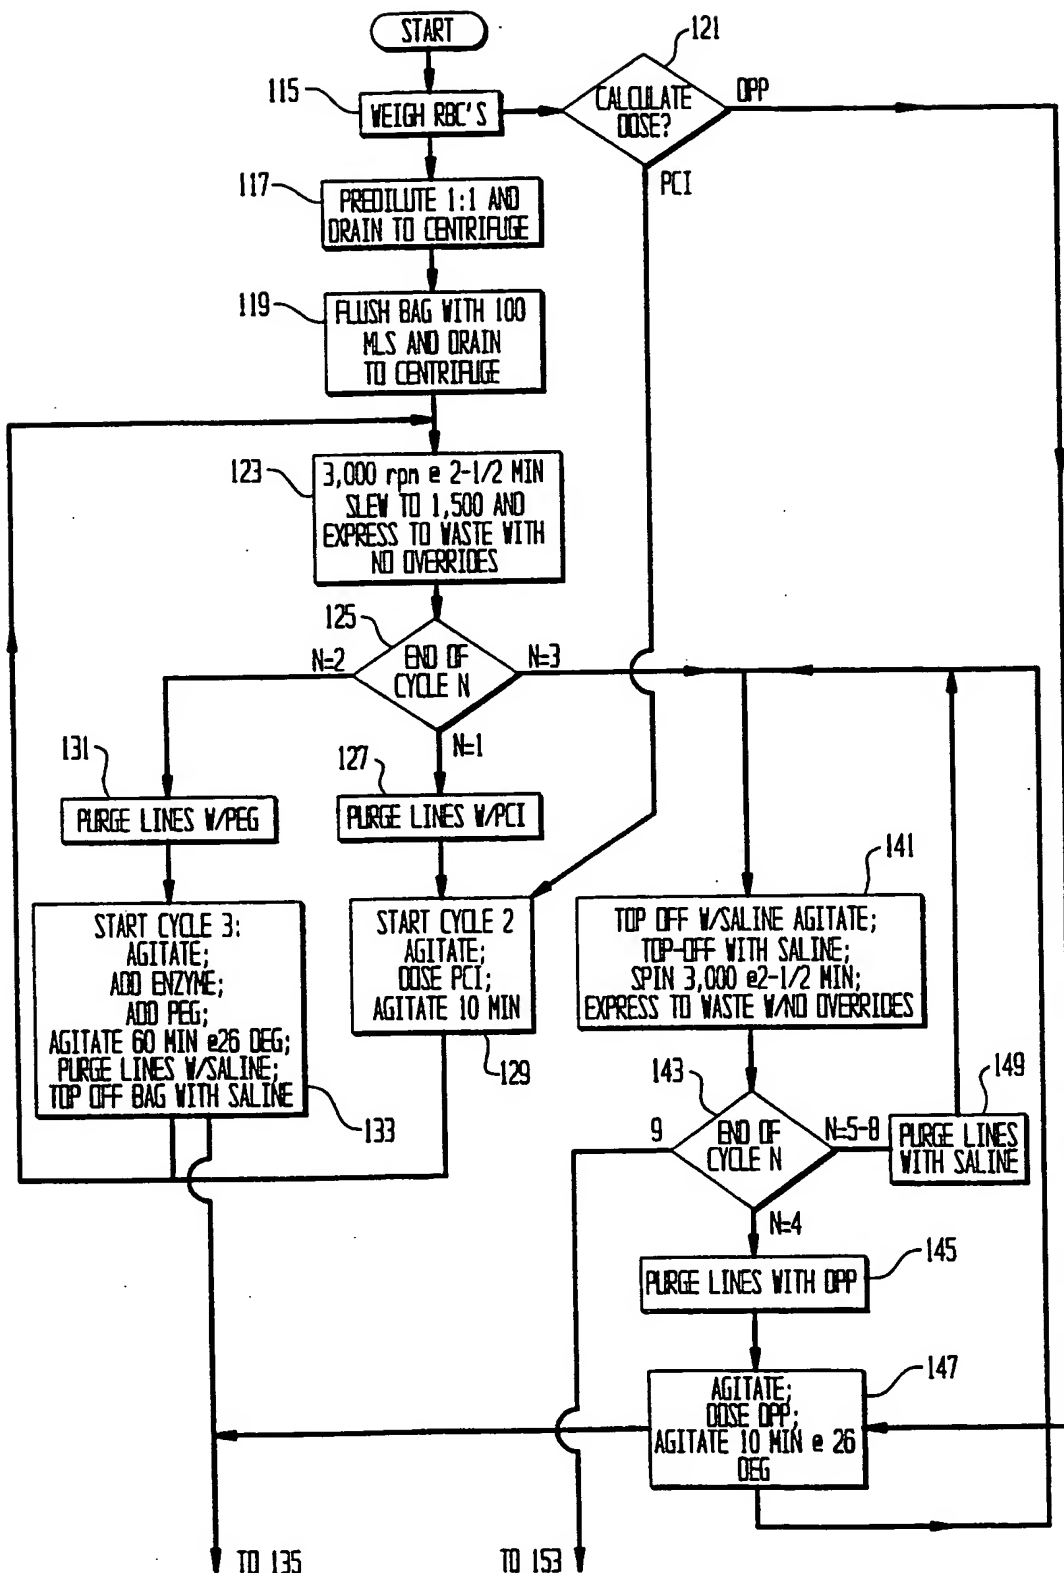 START
115
WEIGH RBC'S
121
CALCULATE
DOSE?
DPP
PCI
117
PREDILUTE 1:1 AND
DRAIN TO CENTRIFUGE
119
FLUSH BAG WITH 100
MLS AND DRAIN
TO CENTRIFUGE
123
3,000 rpm @ 2-1/2 MIN
SLEW TO 1,500 AND
EXPRESS TO WASTE WITH
NO OVERRIDES
125
END OF
CYCLE N
N=2
N=3
N=1
131
PURGE LINES W/PEG
127
PURGE LINES W/PCI
133
START CYCLE 3:
AGITATE;
ADD ENZYME;
ADD PEG;
AGITATE 60 MIN @26 DEG;
PURGE LINES W/SALINE;
TOP OFF BAG WITH SALINE
START CYCLE 2
AGITATE;
DOSE PCI;
AGITATE 10 MIN
129
141
TOP OFF W/SALINE AGITATE;
TOP-OFF WITH SALINE;
SPIN 3,000 @2-1/2 MIN;
EXPRESS TO WASTE W/NO OVERRIDES
143
END OF
CYCLE N
9
N=5-8
N=4
149
PURGE LINES
WITH SALINE
145
PURGE LINES WITH DPP
147
AGITATE;
DOSE DPP;
AGITATE 10 MIN @ 26
DEG
TO 135
TO 153